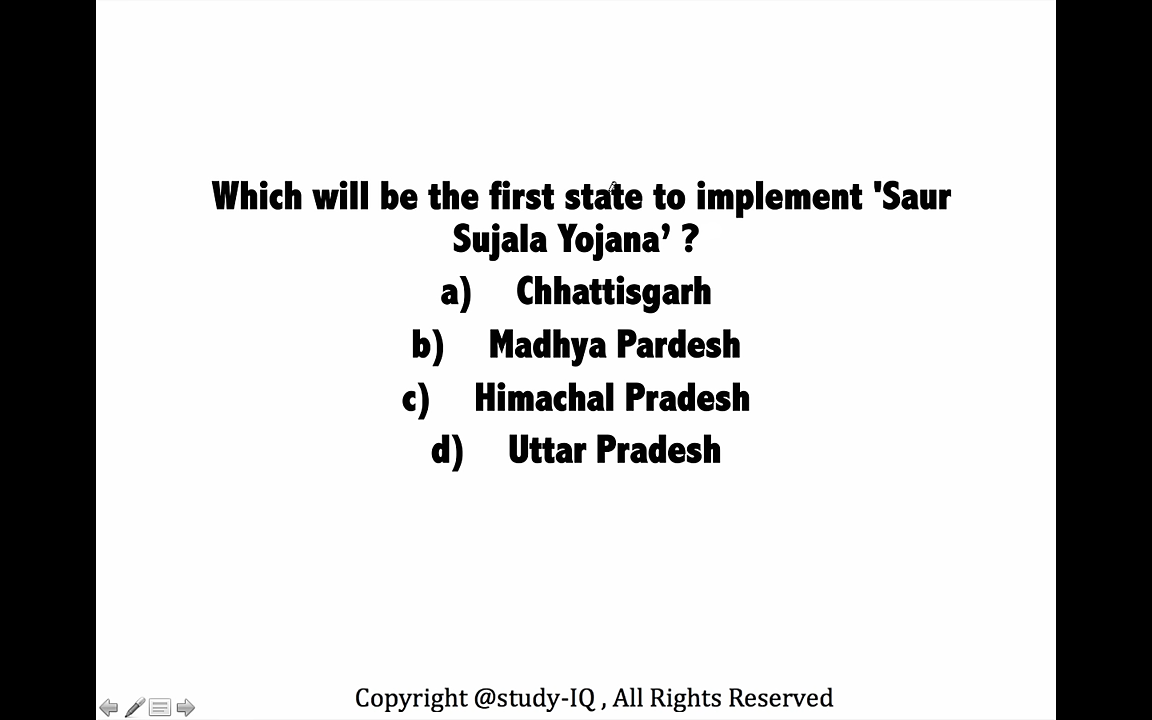 Which will be the first state to implement 'Saur
Sujala Yojana’ ?
a) Chhattisgarh
b) Madhya Pardesh
c) Himachal Pradesh
d) Uttar Pradesh
Copyright @study-IQ , All Rights Reserved